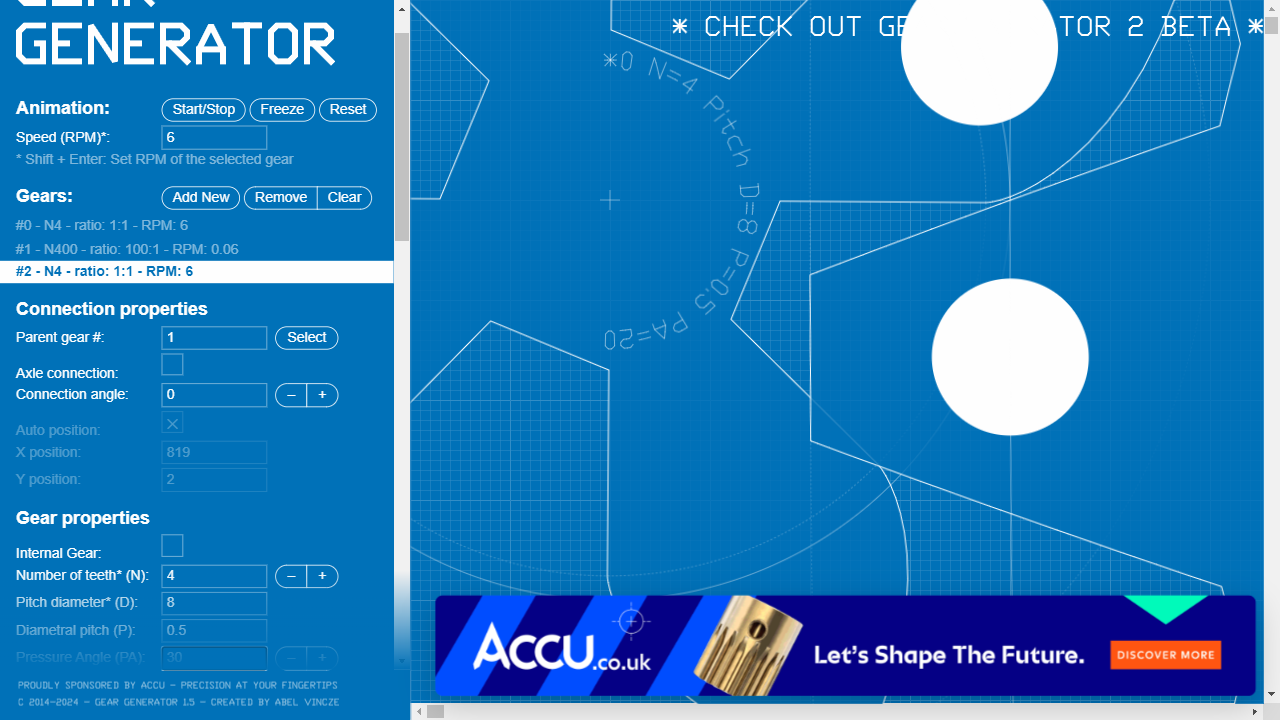 GENERATOR
Animation:
Start/Stop
Freeze
Reset
Speed (RPM)*:
6
* Shift + Enter: Set RPM of the selected gear
Gears:
Add New
Remove
Clear
#0 - N4 - ratio: 1:1 - RPM: 6
#1 - N400 - ratio: 100:1 - RPM: 0.06
#2 - N4 - ratio: 1:1 - RPM: 6
Connection properties
Parent gear #:
1
Select
Axle connection:
Connection angle:
0
– +
Auto position:
X position:
819
Y position:
2
Gear properties
Internal Gear:
Number of teeth* (N):
4
– +
Pitch diameter* (D):
8
Diametral pitch (P):
0.5
Pressure Angle (PA):
30
– +
PROUDLY SPONSORED BY ACCU - PRECISION AT YOUR FINGERTIPS
C 2014-2024 - GEAR GENERATOR 1.5 - CREATED BY ABEL VINCZE
* CHECK OUT GE TOR 2 BETA *
*0 N=4 Pitch D=8 P=0.5 PA=20
ACCU.co.uk
Let's Shape The Future.
DISCOVER MORE